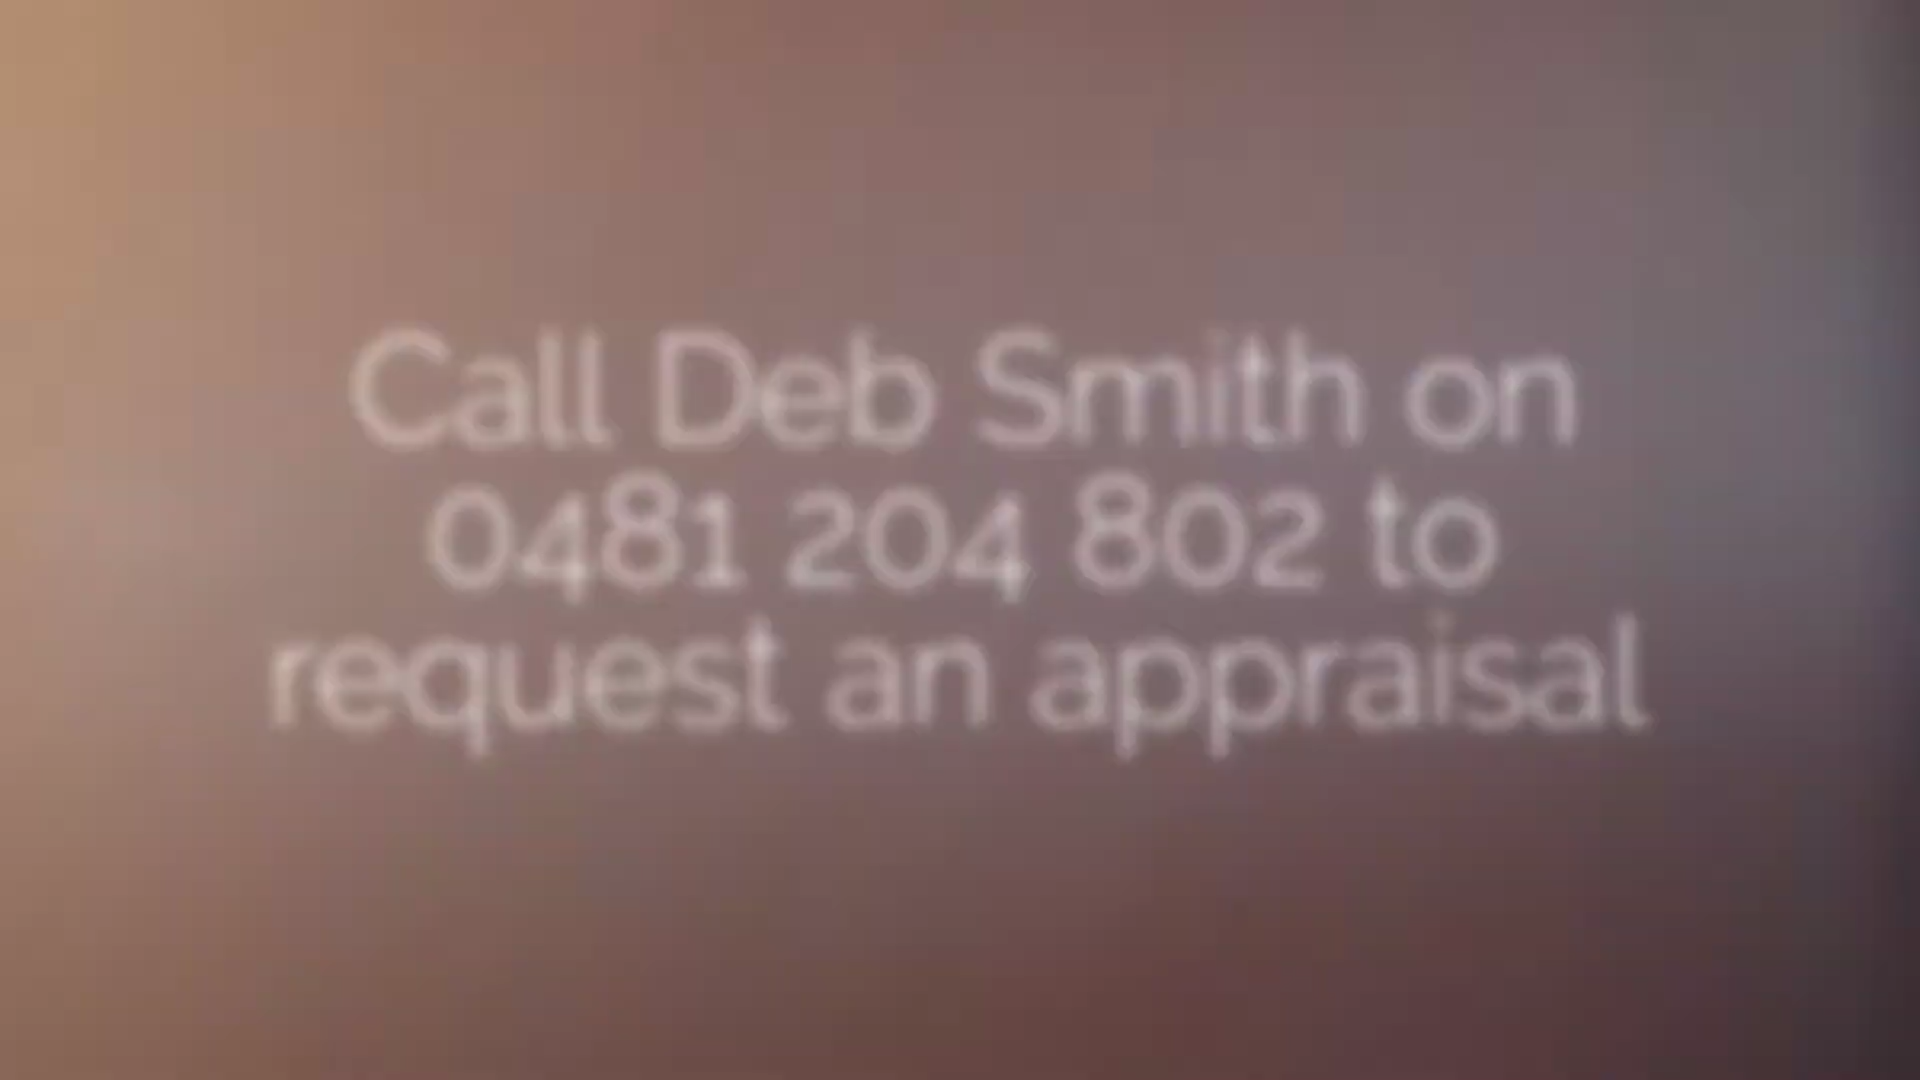 Call Deb Smith on
0481 204 802 to
request an appraisal